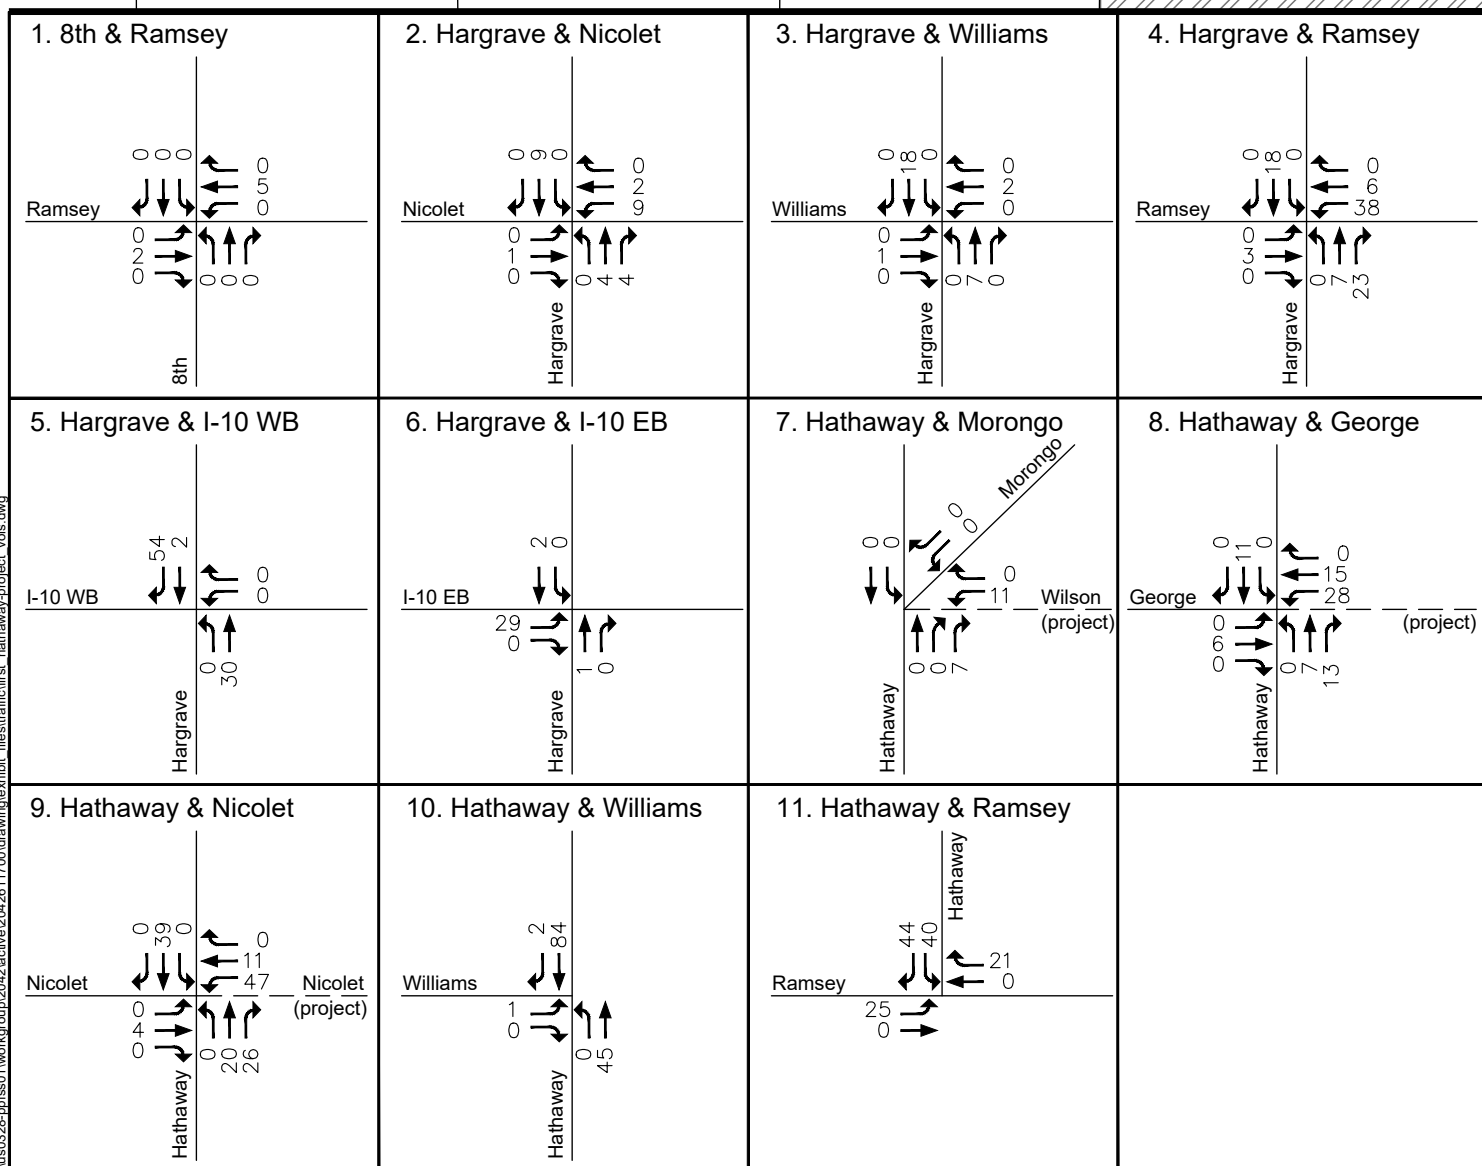 1. 8th & Ramsey
0 0 0
0
5
0
Ramsey
0
2
0
0 0 0
8th
2. Hargrave & Nicolet
0 9 0
0
2
9
Nicolet
0
1
0
0 4 4
Hargrave
3. Hargrave & Williams
0 18 0
0
2
0
Williams
0
1
0
0 7 0
Hargrave
4. Hargrave & Ramsey
0 18 0
0
6
38
Ramsey
0
3
0
0 7 23
Hargrave
5. Hargrave & I-10 WB
54 2
0
0
I-10 WB
0 30
Hargrave
6. Hargrave & I-10 EB
2 0
I-10 EB
29
0
1 0
Hargrave
7. Hathaway & Morongo
Morongo
0 0
0 0
0
11
Wilson
(project)
0 0 7
Hathaway
8. Hathaway & George
0 11 0
0
15
28
George
(project)
0
6
0
0 7 13
Hathaway
9. Hathaway & Nicolet
0 39 0
0
11
47
Nicolet
Nicolet
(project)
0
4
0
0 20 26
Hathaway
10. Hathaway & Williams
2 84
Williams
1
0
0 45
Hathaway
11. Hathaway & Ramsey
Hathaway
44 40
21
0
Ramsey
25
0